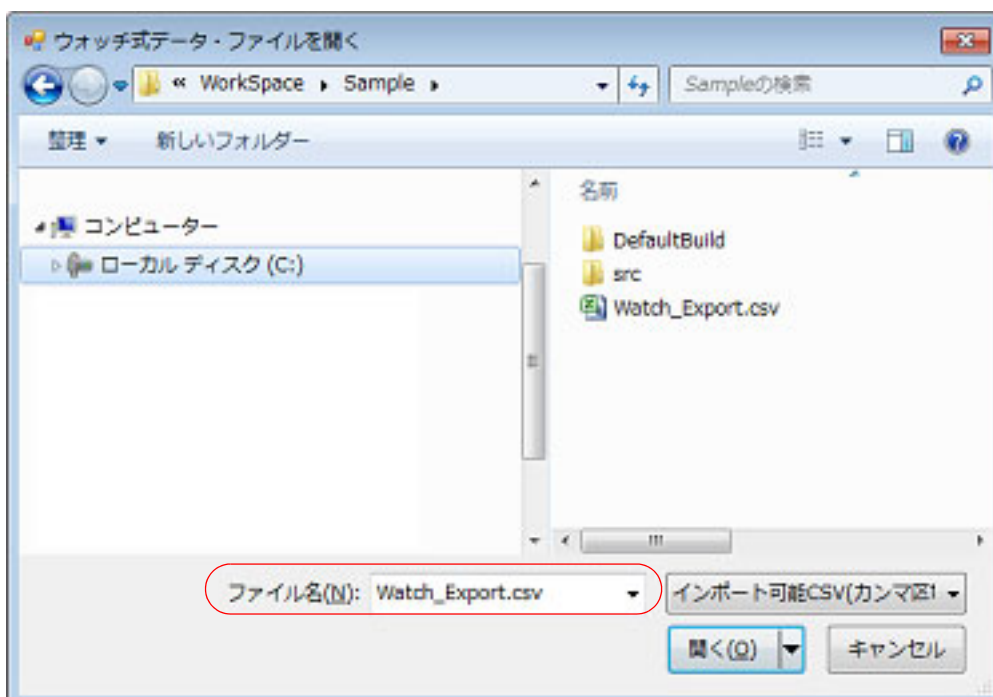 ウォッチ式データ・ファイルを開く
« WorkSpace Sample
Sampleの検索
整理 新しいフォルダー
名前
コンピューター
ローカル ディスク (C:)
DefaultBuild
src
Watch_Export.csv
ファイル名(N): Watch_Export.csv
インポート可能CSV(カンマ区
開く(O) キャンセル